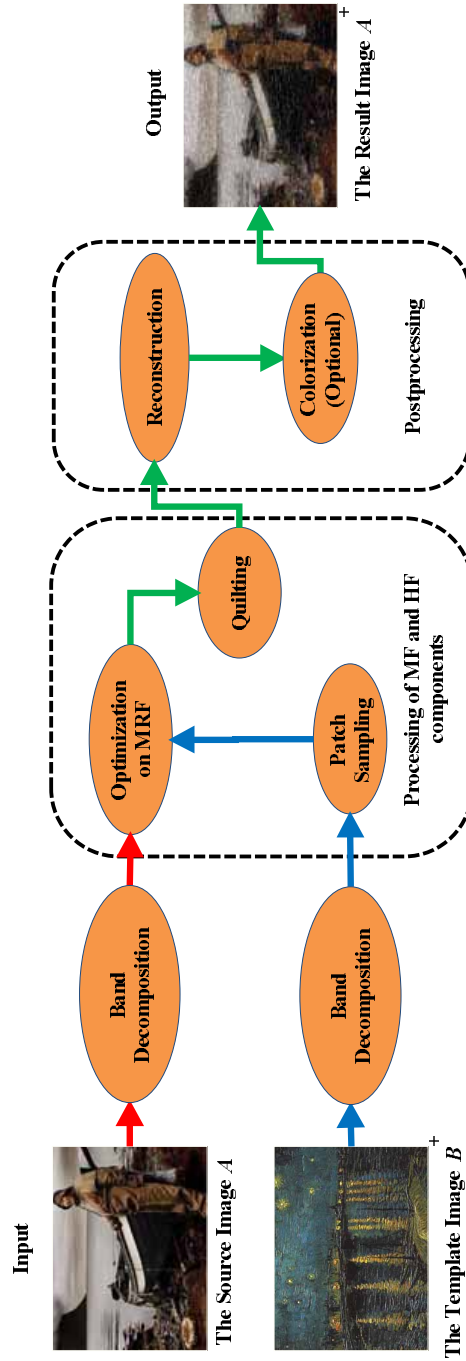 Input
The Source Image A
Band
Decomposition
Optimization
on MRF
Quilting
Reconstruction
Colorization
(Optional)
Output
The Result Image A
+
The Template Image B
+
Band
Decomposition
Patch
Sampling
Processing of MF and HF
components
Postprocessing